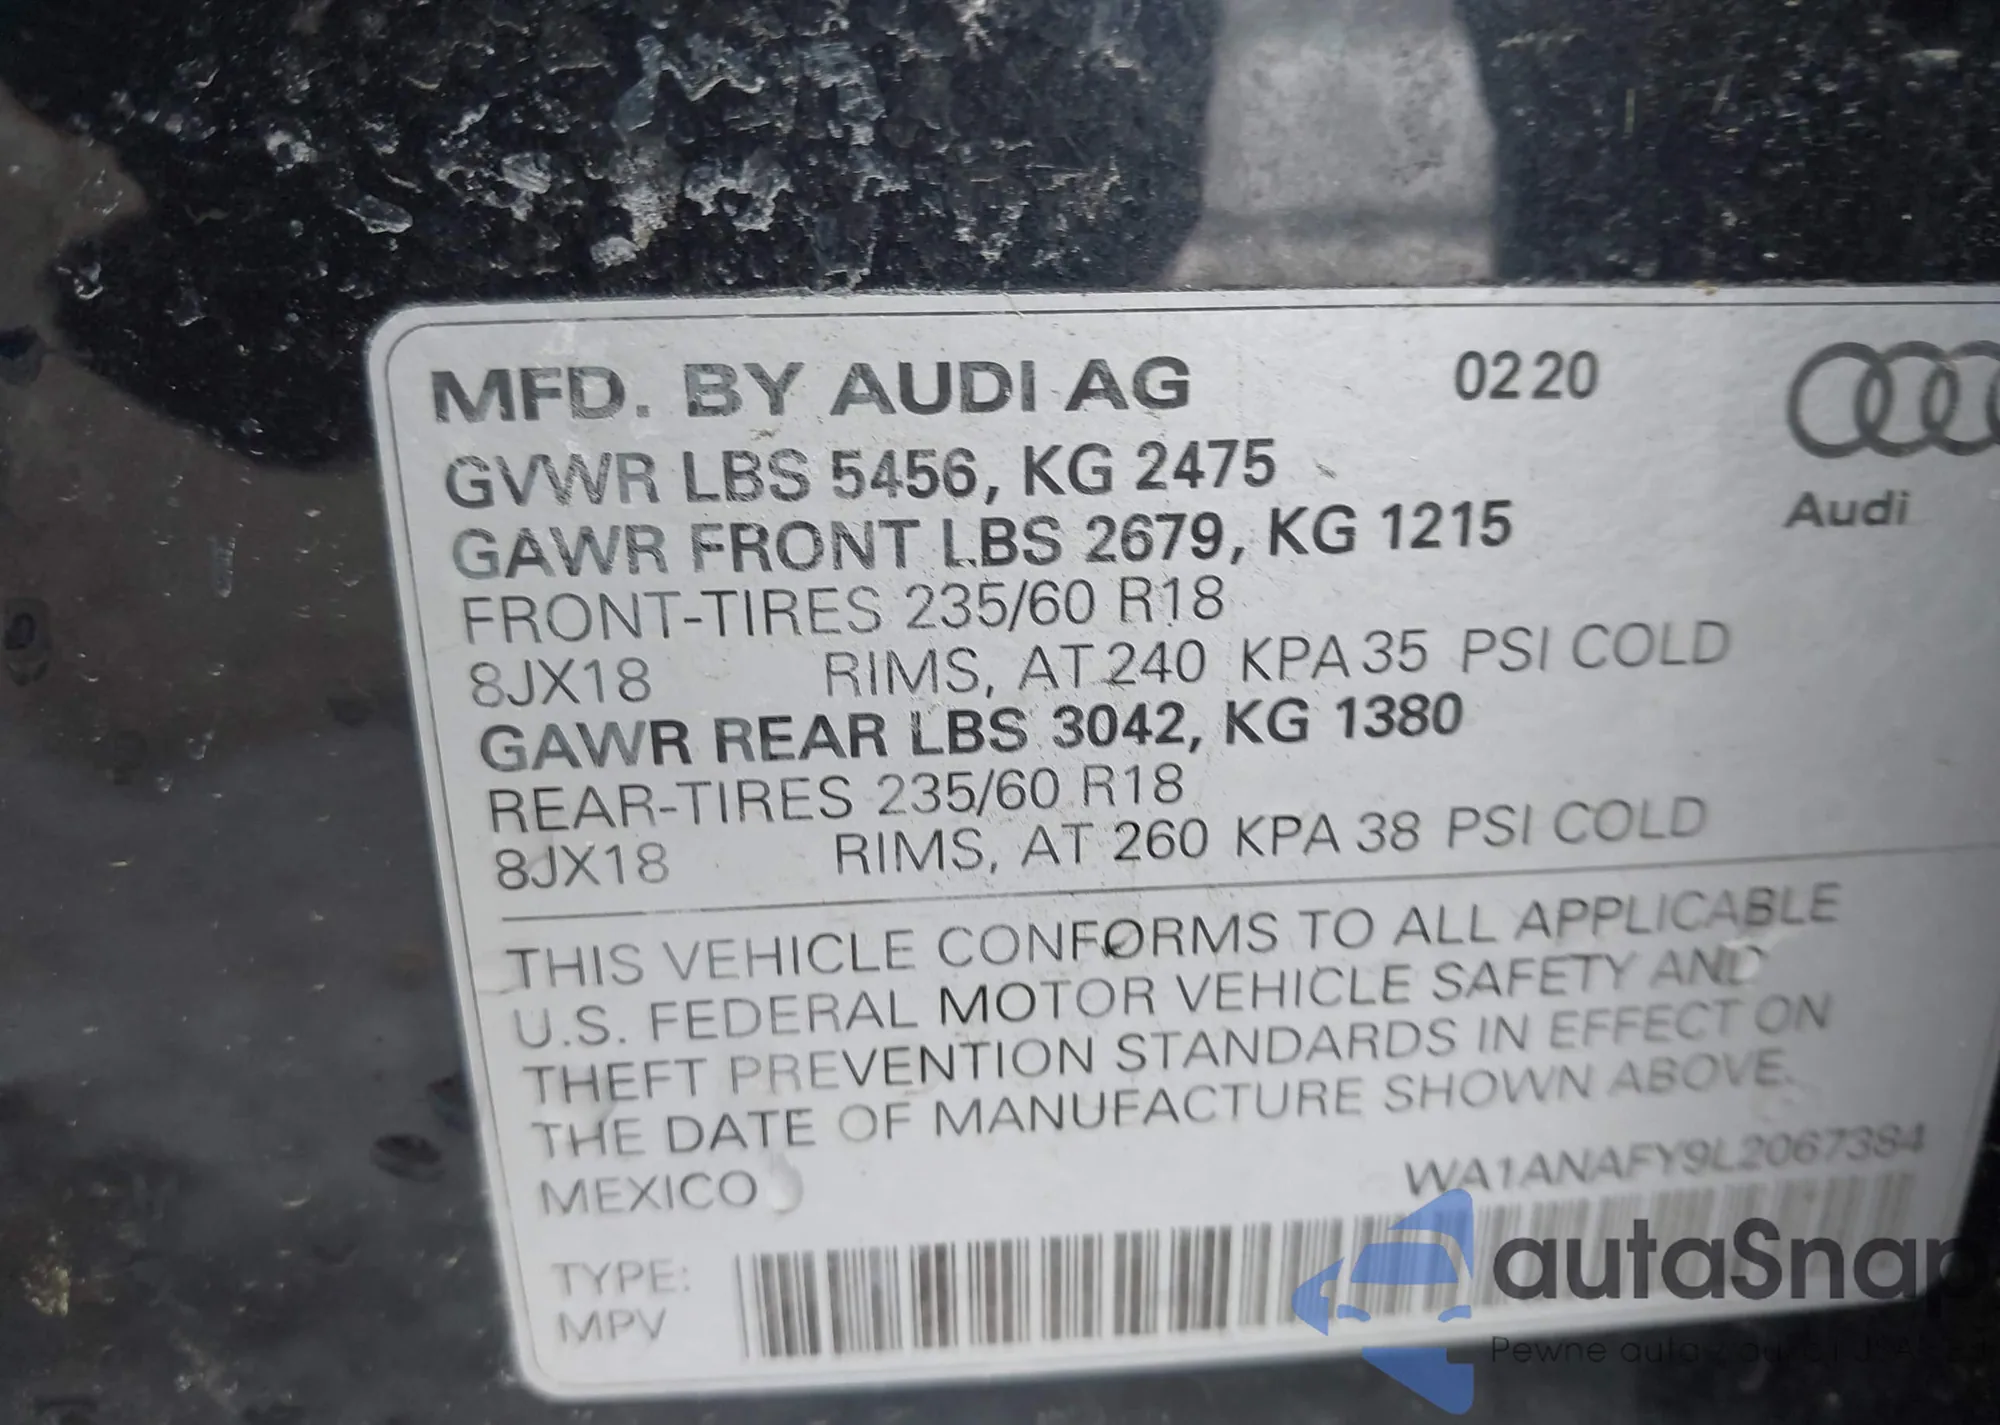 MFD. BY AUDI AG 02 20
GVWR LBS 5456, KG 2475
Audi
GAWR FRONT LBS 2679, KG 1215
FRONT-TIRES 235/60 R18
8JX18 RIMS, AT 240 KPA 35 PSI COLD
GAWR REAR LBS 3042, KG 1380
REAR-TIRES 235/60 R18
8JX18 RIMS, AT 260 KPA 38 PSI COLD
THIS VEHICLE CONFORMS TO ALL APPLICABLE
U.S. FEDERAL MOTOR VEHICLE SAFETY AND
THEFT PREVENTION STANDARDS IN EFFECT ON
THE DATE OF MANUFACTURE SHOWN ABOVE.
MEXICO WA1ANAFY9L2067384
TYPE:
MPV
autaSnap
Pewne auta z